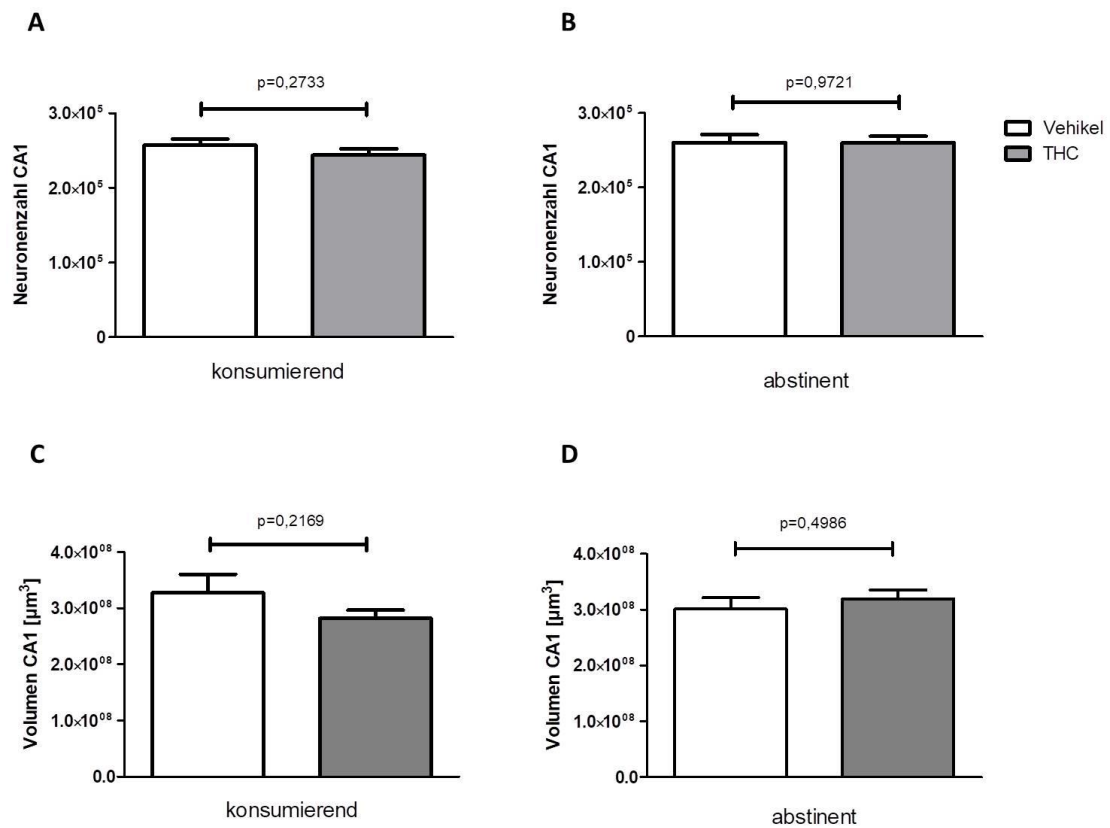 A
p=0,2733
3.0×10⁵
2.0×10⁵
1.0×10⁵
0
Neuronenzahl CA1
konsumierend
B
p=0,9721
3.0×10⁵
2.0×10⁵
1.0×10⁵
0
Neuronenzahl CA1
abstinent
Vehikel
THC
C
p=0,2169
4.0×10⁰⁸
3.0×10⁰⁸
2.0×10⁰⁸
1.0×10⁰⁸
0.0
Volumen CA1 [µm³]
konsumierend
D
p=0,4986
4.0×10⁰⁸
3.0×10⁰⁸
2.0×10⁰⁸
1.0×10⁰⁸
0.0
Volumen CA1 [µm³]
abstinent